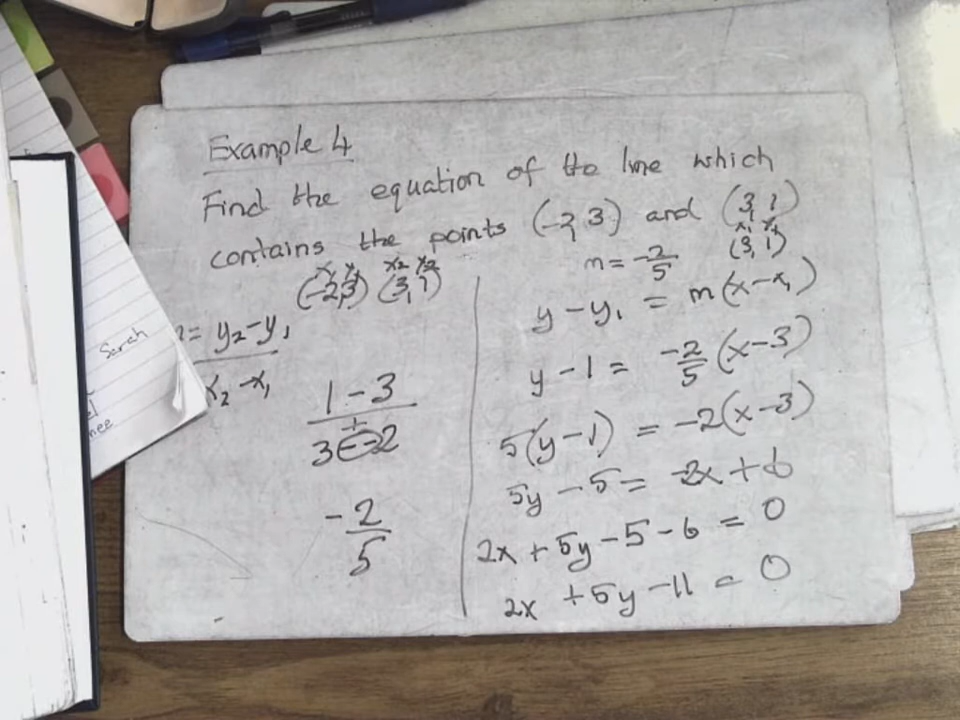 Example 4
Find the equation of the line which
contains the points (-2, 3) and (3, 1)
x₁ y₁ x₂ y₂
(-2, 3) (3, 1)
= y₂-y₁
x₂-x₁
1-3
3--2
+
-2
5
(3, 1)
m = -2/5
y-y₁ = m(x-x₁)
y-1 = -2/5 (x-3)
5(y-1) = -2(x-3)
5y-5 = -2x+6
2x+5y-5-6 = 0
2x +5y-11 = 0
Sarah